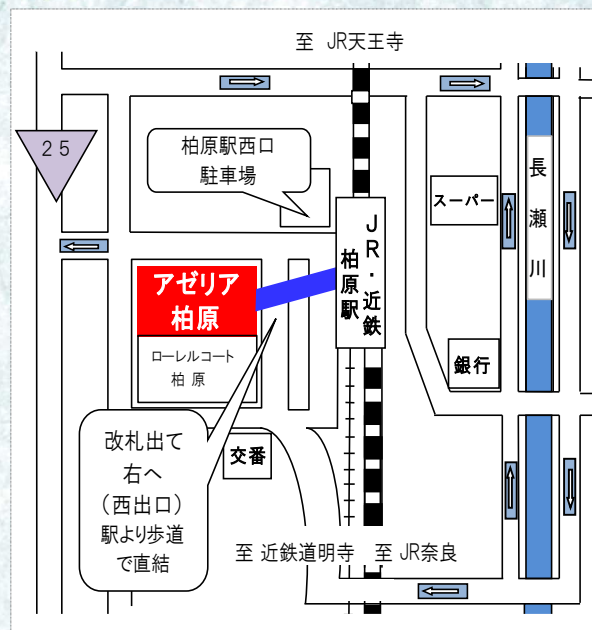 至 JR天王寺
25
柏原駅西口
駐車場
スーパー
長瀬川
JR・近鉄
柏原駅
アゼリア
柏原
ローレルコート
柏 原
銀行
改札出て
右へ
(西出口)
駅より歩道
で直結
交番
至 近鉄道明寺
至 JR奈良